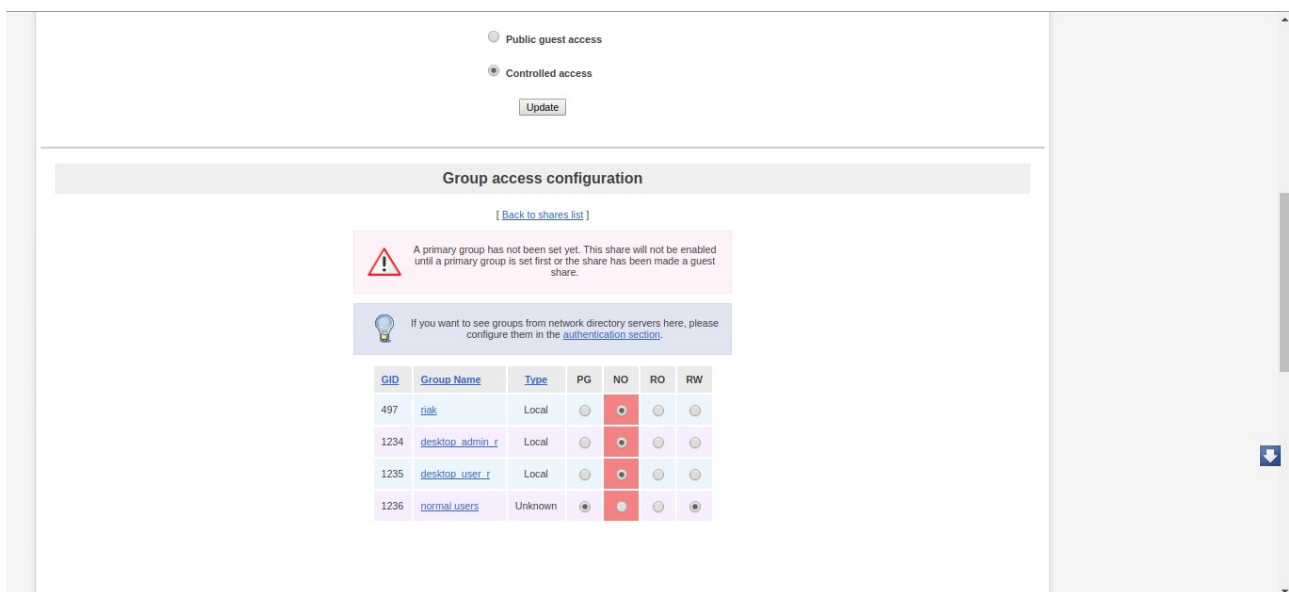 Public guest access
Controlled access
Update
Group access configuration
[ Back to shares list ]
A primary group has not been set yet. This share will not be enabled
until a primary group is set first or the share has been made a guest
share.
If you want to see groups from network directory servers here, please
configure them in the authentication section.
GID Group Name Type PG NO RO RW
497 riak Local
1234 desktop_admin_r Local
1235 desktop_user_r Local
1236 normal users Unknown